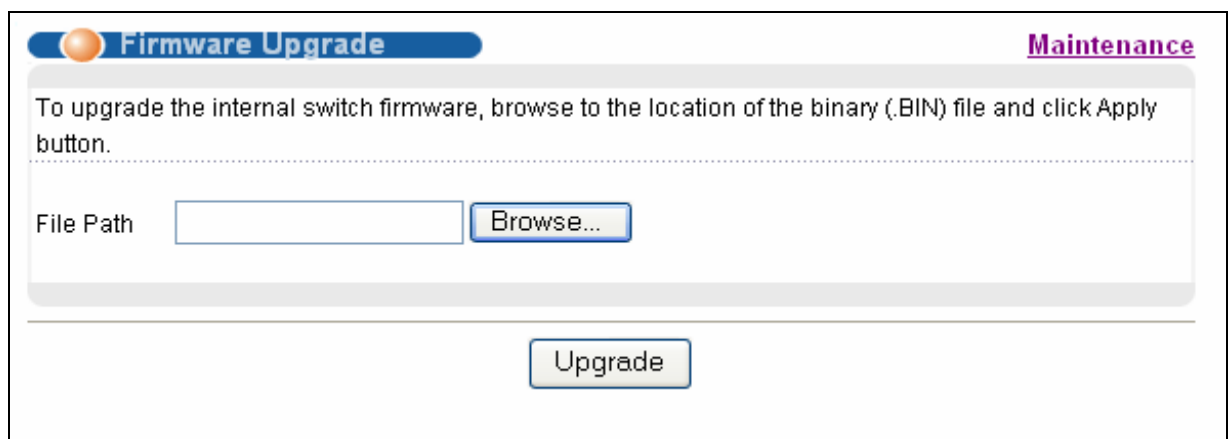 Firmware Upgrade
Maintenance
To upgrade the internal switch firmware, browse to the location of the binary (.BIN) file and click Apply
button.
File Path
Browse...
Upgrade